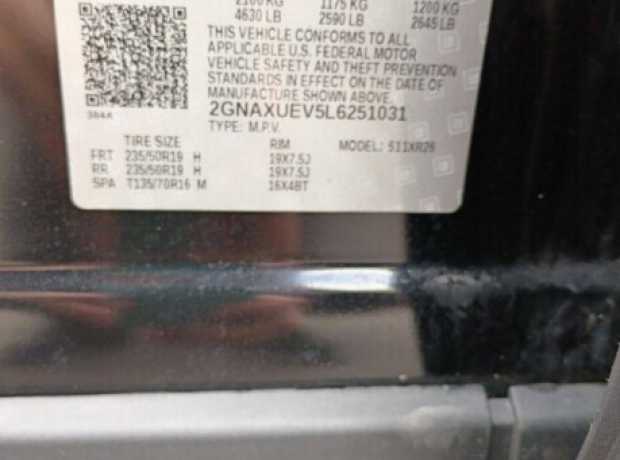 2100 KG 1175 KG 1200 KG
4630 LB 2590 LB 2645 LB
THIS VEHICLE CONFORMS TO ALL
APPLICABLE U.S. FEDERAL MOTOR
VEHICLE SAFETY AND THEFT PREVENTION
STANDARDS IN EFFECT ON THE DATE OF
MANUFACTURE SHOWN ABOVE.
2GNAXUEV5L6251031
TYPE: M.P.V.
TIRE SIZE RIM MODEL: 511XR26
FRT 235/50R19 H 19X7.5J
RR 235/50R19 H 19X7.5J
SPA T135/70R16 M 16X4BT